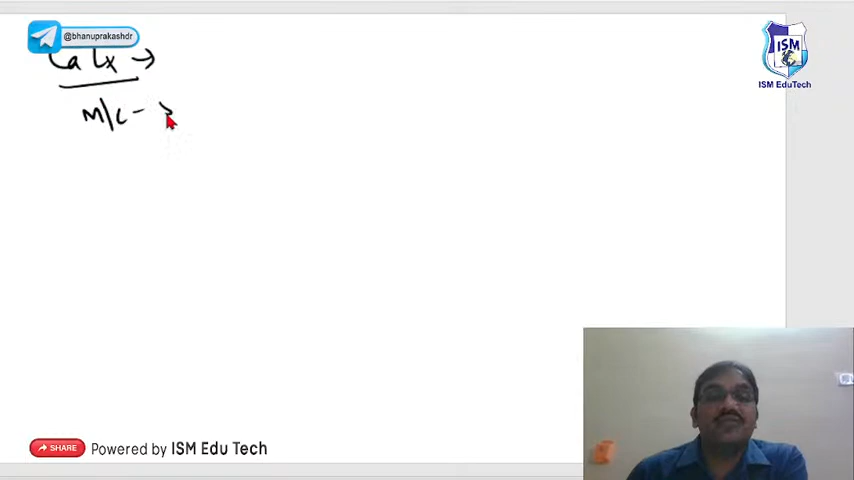 @bhanuprakashdr
Ca Lx →
M/C - >
ISM
ISM EduTech
SHARE
Powered by ISM Edu Tech